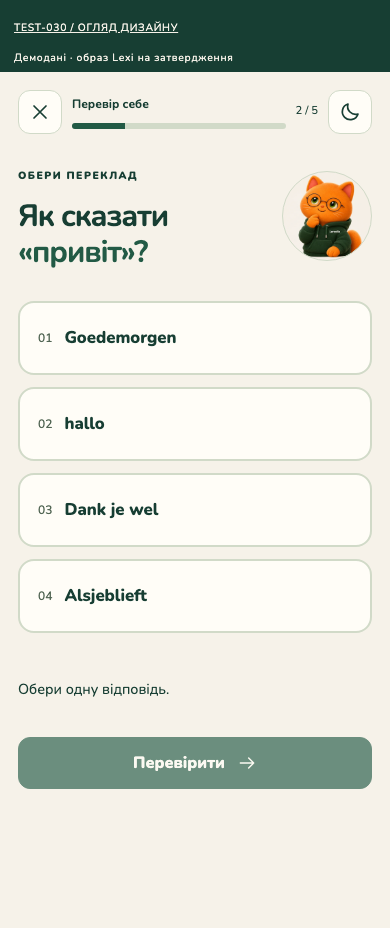 TEST-030 / ОГЛЯД ДИЗАЙНУ
Демодані · образ Lexi на затвердження
Перевір себе
2 / 5
ОБЕРИ ПЕРЕКЛАД
Як сказати
«привіт»?
01 Goedemorgen
02 hallo
03 Dank je wel
04 Alsjeblieft
Обери одну відповідь.
Перевірити →